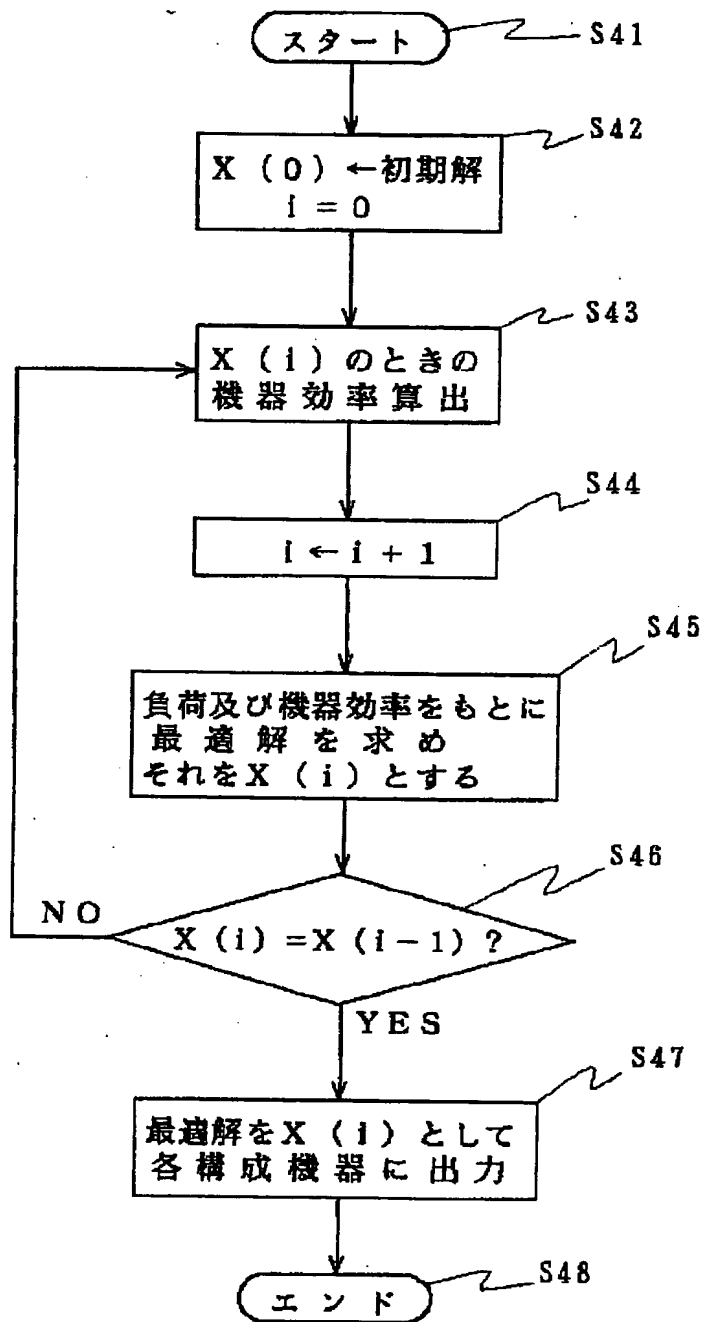 スタート
S41
S42
X(0)←初期解
i=0
S43
X(i)のときの
機器効率算出
S44
i←i+1
S45
負荷及び機器効率をもとに
最適解を求め
それをX(i)とする
S46
NO
X(i)=X(i-1)?
YES
S47
最適解をX(i)として
各構成機器に出力
S48
エンド